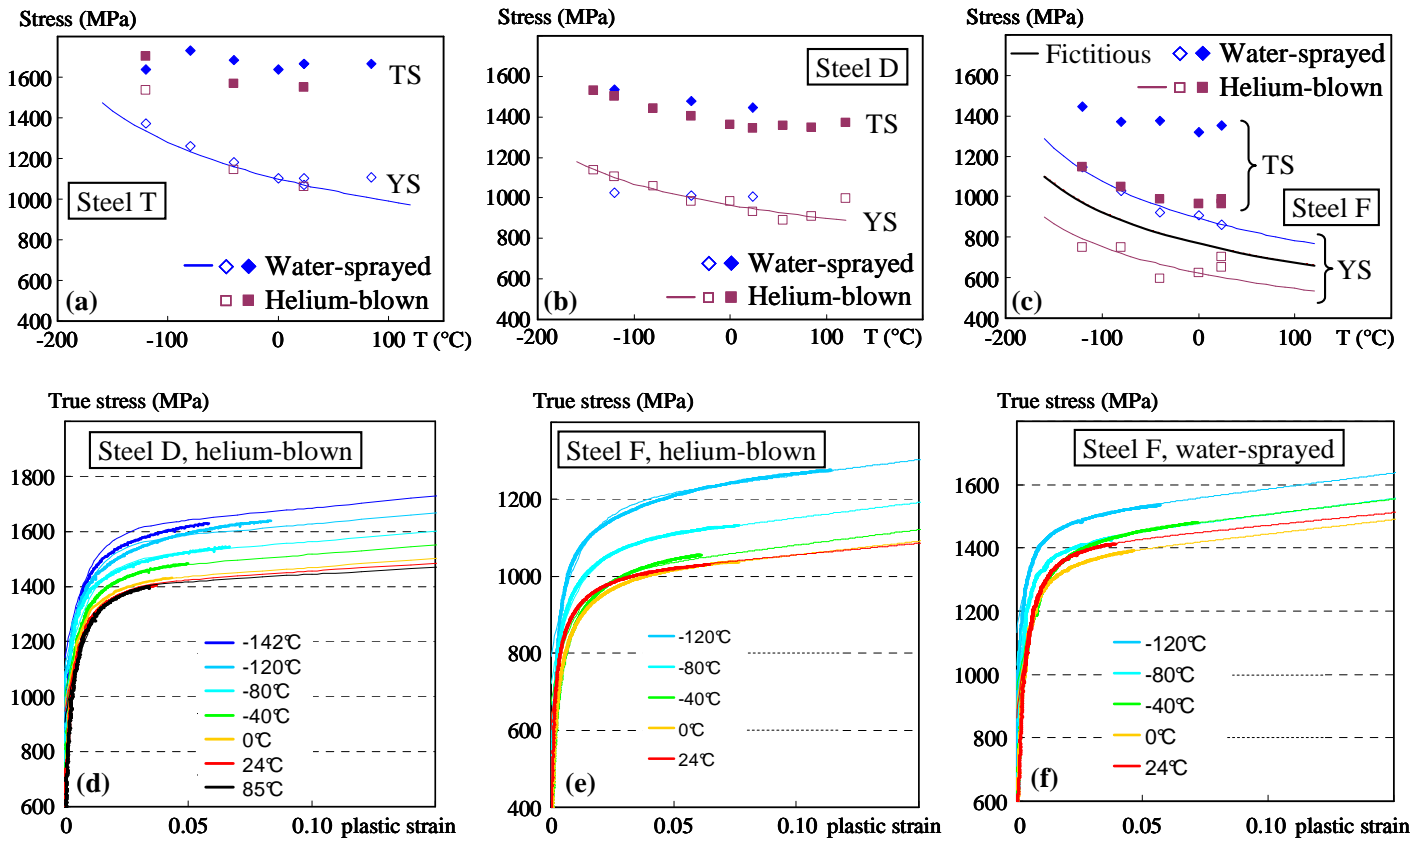 Stress (MPa)
1600
1400
1200
1000
800
600
400
-200
-100
0
100
T (°C)
TS
YS
Steel T
Water-sprayed
Helium-blown
(a)
Stress (MPa)
1600
1400
1200
1000
800
600
400
-200
-100
0
100
T (°C)
Steel D
TS
YS
Water-sprayed
Helium-blown
(b)
Stress (MPa)
1600
1400
1200
1000
800
600
400
-200
-100
0
100
T (°C)
Fictitious
Water-sprayed
Helium-blown
TS
Steel F
YS
(c)
True stress (MPa)
1800
1600
1400
1200
1000
800
600
0
0.05
0.10
plastic strain
Steel D, helium-blown
-142°C
-120°C
-80°C
-40°C
0°C
24°C
85°C
(d)
True stress (MPa)
1200
1000
800
600
400
0
0.05
0.10
plastic strain
Steel F, helium-blown
-120°C
-80°C
-40°C
0°C
24°C
(e)
True stress (MPa)
1600
1400
1200
1000
800
600
0
0.05
0.10
plastic strain
Steel F, water-sprayed
-120°C
-80°C
-40°C
0°C
24°C
(f)